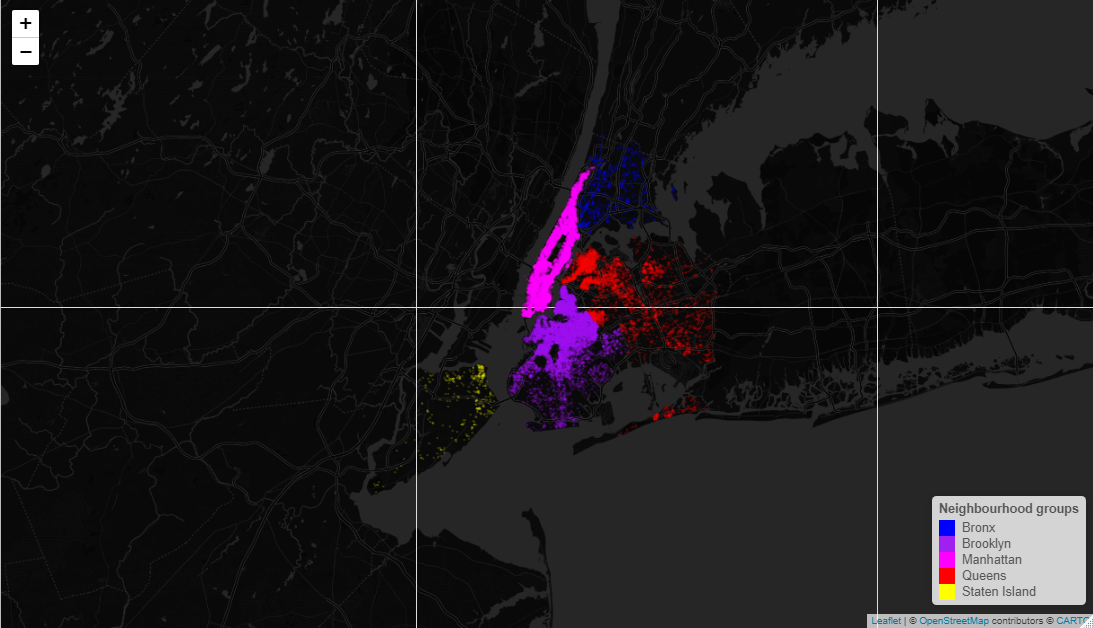 +
−
Neighbourhood groups
Bronx
Brooklyn
Manhattan
Queens
Staten Island
Leaflet | © OpenStreetMap contributors © CARTO